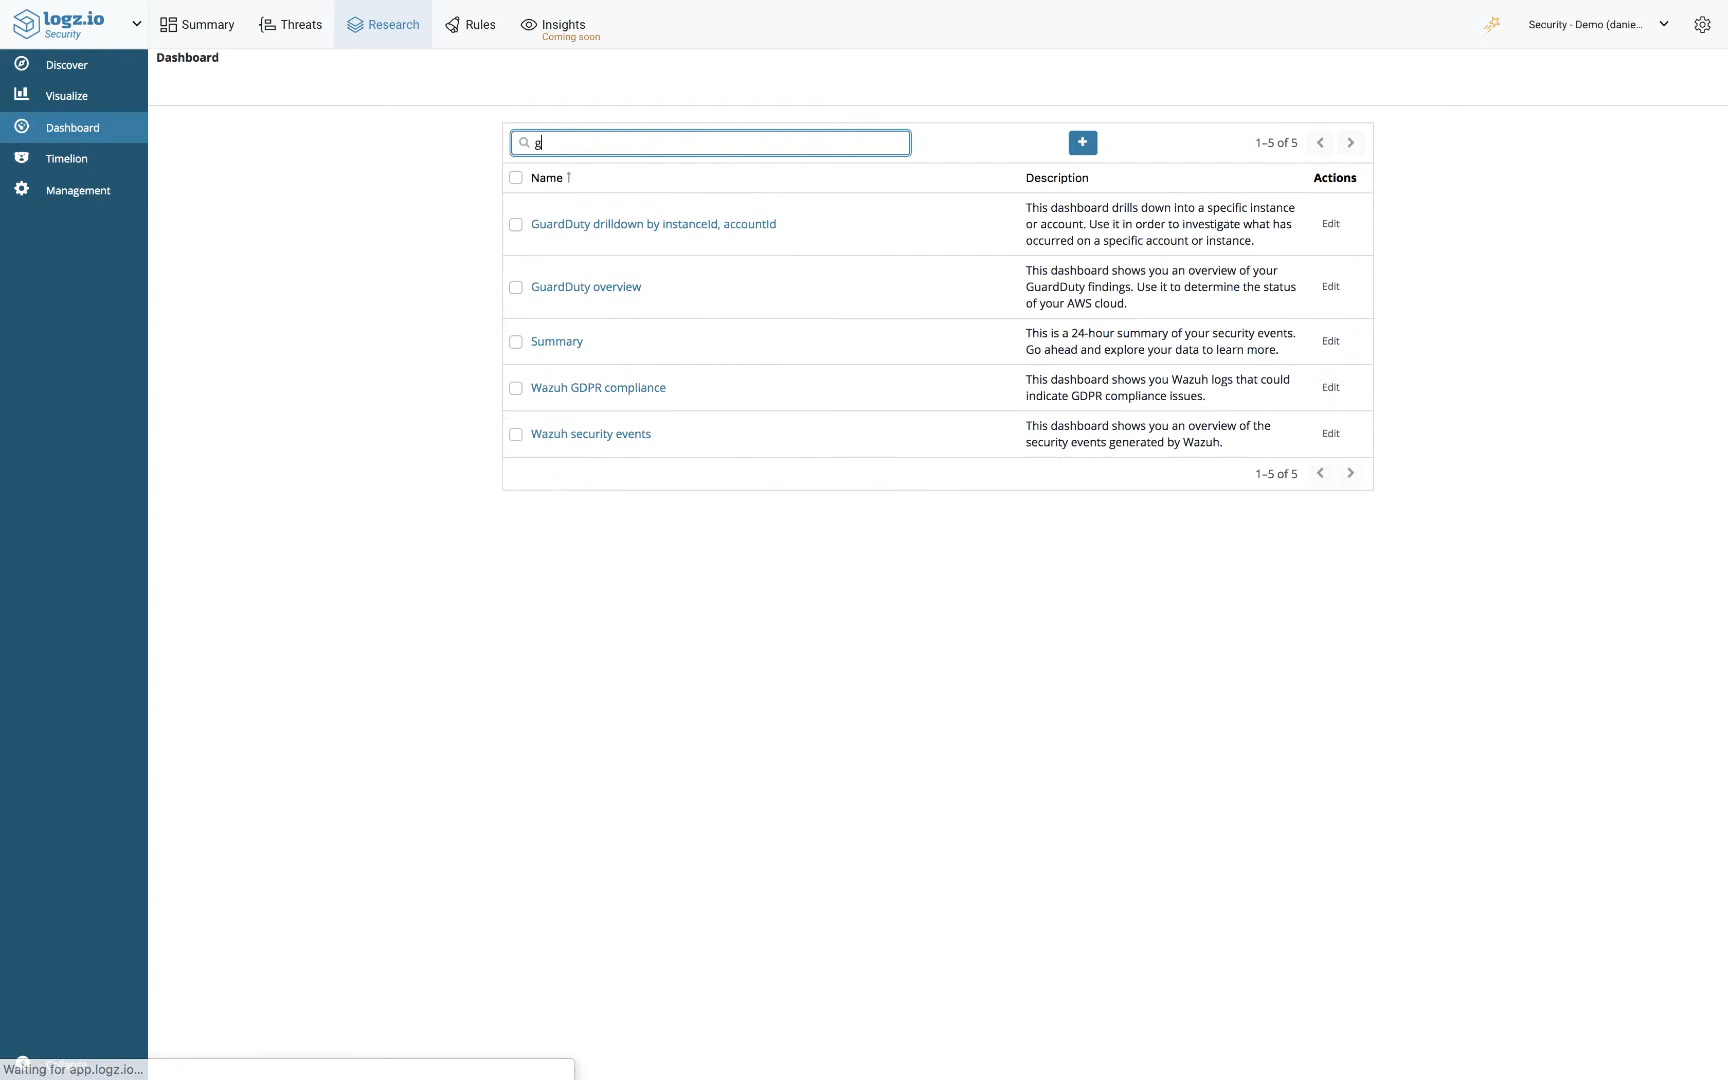 logz.io
Security
Summary
Threats
Research
Rules
Insights
Coming soon
Security - Demo (danie...
Discover
Visualize
Dashboard
Timelion
Management
Dashboard
g
1–5 of 5
Name
Description
Actions
GuardDuty drilldown by instanceId, accountId
This dashboard drills down into a specific instance
or account. Use it in order to investigate what has
occurred on a specific account or instance.
Edit
GuardDuty overview
This dashboard shows you an overview of your
GuardDuty findings. Use it to determine the status
of your AWS cloud.
Edit
Summary
This is a 24-hour summary of your security events.
Go ahead and explore your data to learn more.
Edit
Wazuh GDPR compliance
This dashboard shows you Wazuh logs that could
indicate GDPR compliance issues.
Edit
Wazuh security events
This dashboard shows you an overview of the
security events generated by Wazuh.
Edit
1–5 of 5
Waiting for app.logz.io...